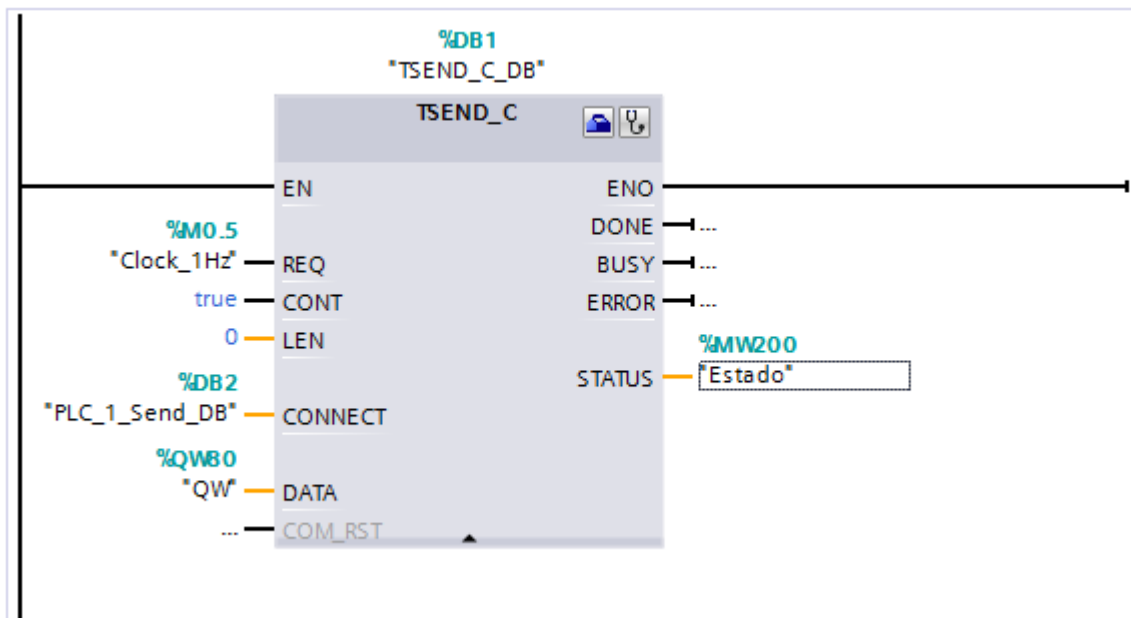 %DB1
"TSEND_C_DB"
TSEND_C
EN
ENO
DONE
...
%M0.5
"Clock_1Hz"
REQ
BUSY
...
true
CONT
ERROR
...
0
LEN
%MW200
"Estado"
STATUS
%DB2
"PLC_1_Send_DB"
CONNECT
%QW80
"QW"
DATA
...
COM_RST